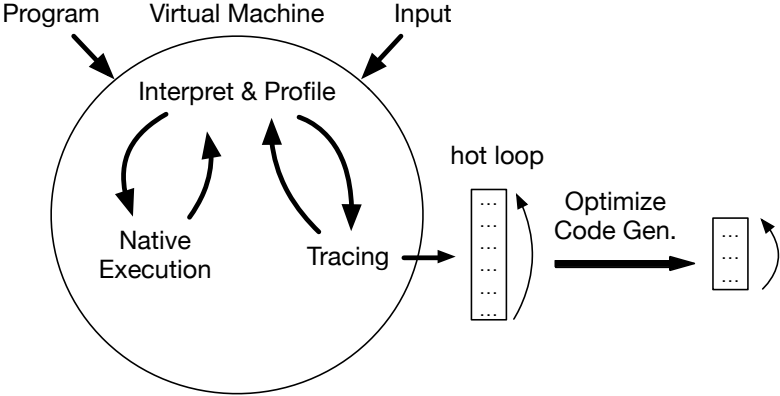 Program
Virtual Machine
Input
Interpret & Profile
Native
Execution
Tracing
hot loop
...
...
...
...
...
...
Optimize
Code Gen.
...
...
...